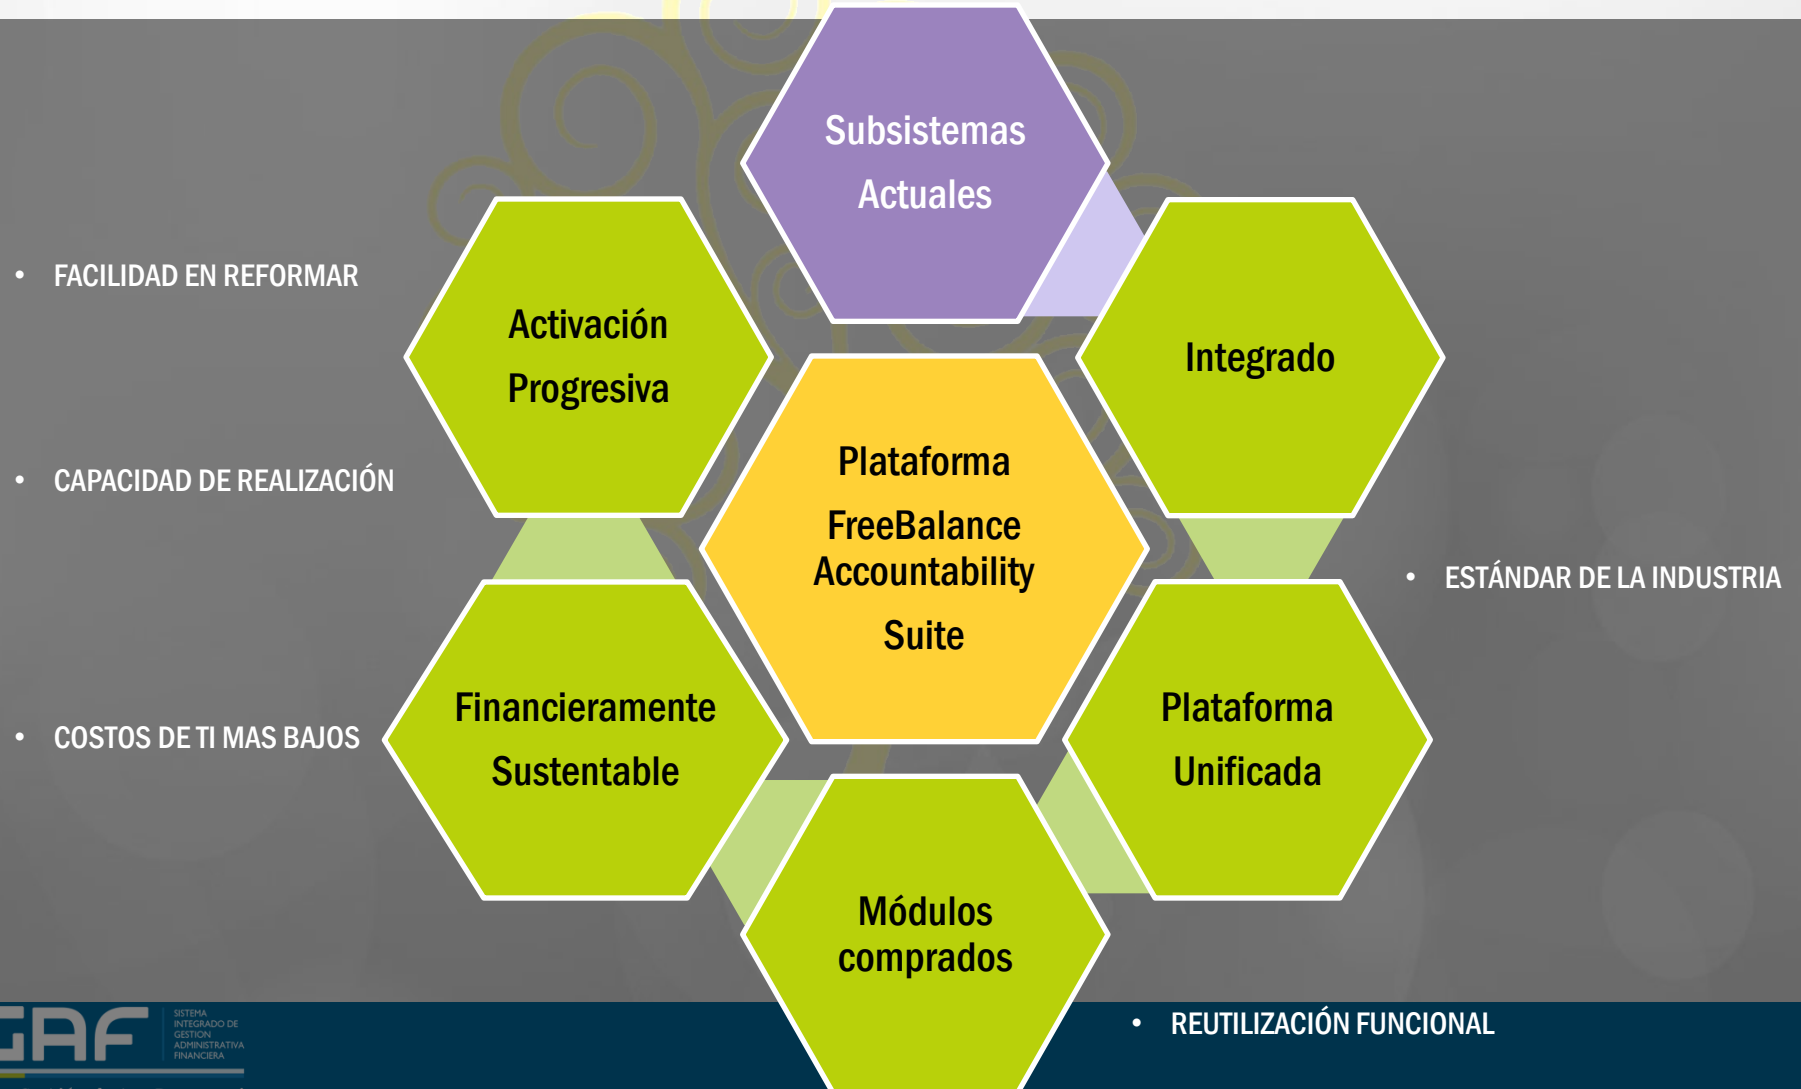 Subsistemas
Actuales
• FACILIDAD EN REFORMAR
Activación
Progresiva
Integrado
• CAPACIDAD DE REALIZACIÓN
Plataforma
FreeBalance
Accountability
Suite
• ESTÁNDAR DE LA INDUSTRIA
• COSTOS DE TI MAS BAJOS
Financieramente
Sustentable
Plataforma
Unificada
Módulos
comprados
• REUTILIZACIÓN FUNCIONAL
GAF
SISTEMA
INTEGRADO DE
GESTION
ADMINISTRATIVA
FINANCIERA